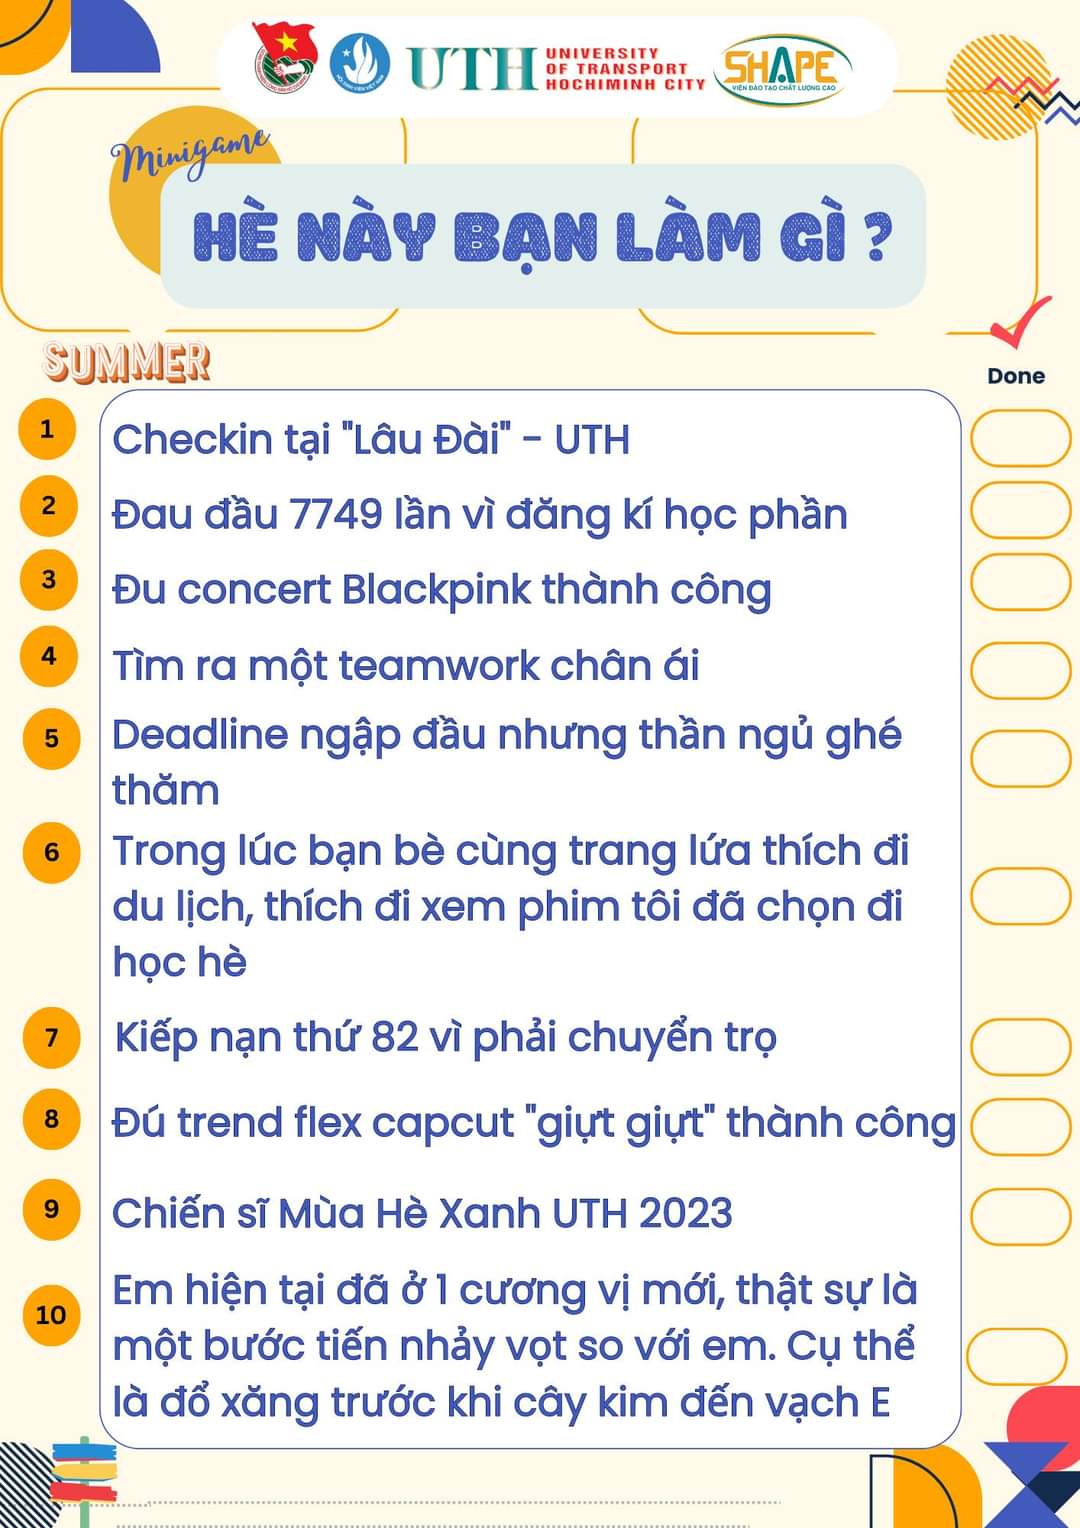 UTH UNIVERSITY
OF TRANSPORT
HOCHIMINH CITY
SHAPE
VIỆN ĐÀO TẠO CHẤT LƯỢNG CAO
Minigame
HÈ NÀY BẠN LÀM GÌ ?
SUMMER
Done
1 Checkin tại "Lâu Đài" - UTH
2 Đau đầu 7749 lần vì đăng kí học phần
3 Đu concert Blackpink thành công
4 Tìm ra một teamwork chân ái
5 Deadline ngập đầu nhưng thần ngủ ghé
thăm
6 Trong lúc bạn bè cùng trang lứa thích đi
du lịch, thích đi xem phim tôi đã chọn đi
học hè
7 Kiếp nạn thứ 82 vì phải chuyển trọ
8 Đú trend flex capcut "giựt giựt" thành công
9 Chiến sĩ Mùa Hè Xanh UTH 2023
10 Em hiện tại đã ở 1 cương vị mới, thật sự là
một bước tiến nhảy vọt so với em. Cụ thể
là đổ xăng trước khi cây kim đến vạch E